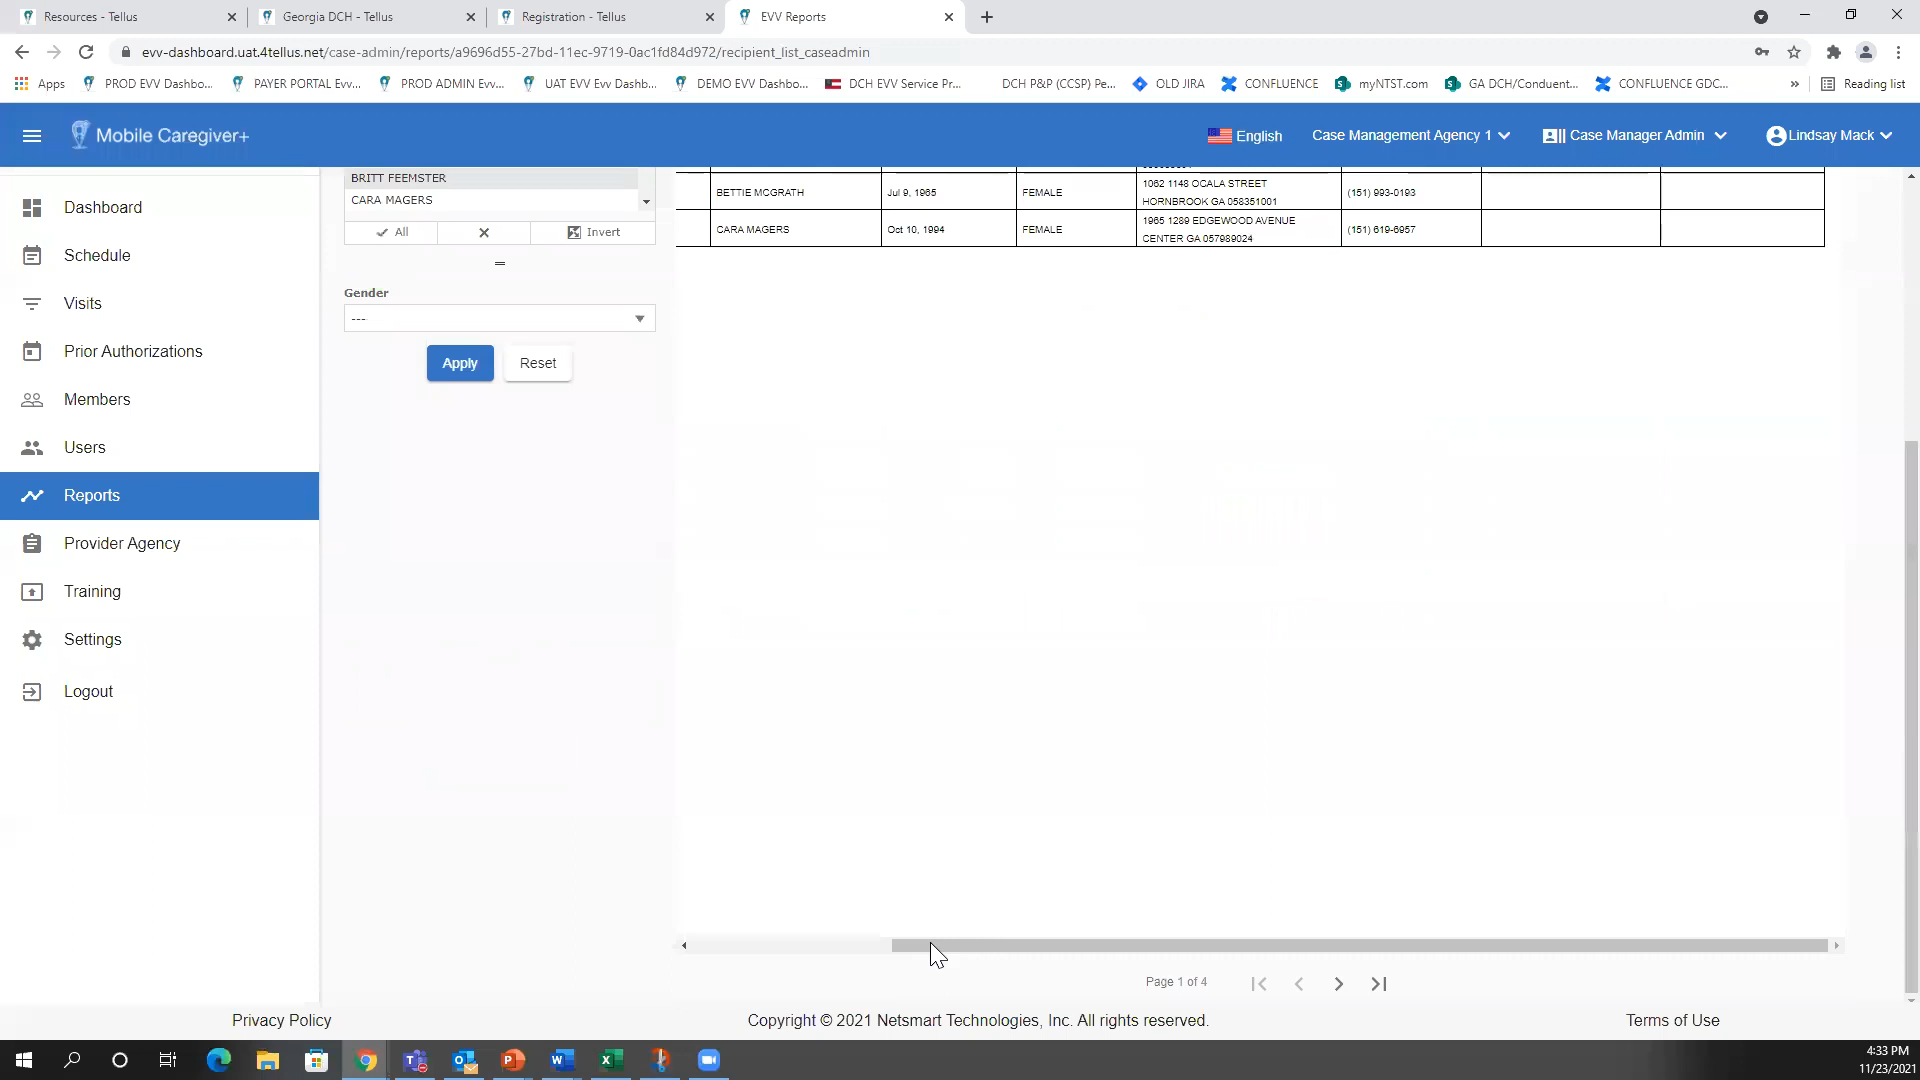 Resources - Tellus
Georgia DCH - Tellus
Registration - Tellus
EVV Reports
evv-dashboard.uat.4tellus.net/case-admin/reports/a9696d55-27bd-11ec-9719-0ac1fd84d972/recipient_list_caseadmin
Apps
PROD EVV Dashbo...
PAYER PORTAL Evv...
PROD ADMIN Evv...
UAT EVV Evv Dashb...
DEMO EVV Dashbo...
DCH EVV Service Pr...
DCH P&P (CCSP) Pe...
OLD JIRA
CONFLUENCE
myNTST.com
GA DCH/Conduent...
CONFLUENCE GDC...
»
Reading list
Mobile Caregiver+
English
Case Management Agency 1
Case Manager Admin
Lindsay Mack
Dashboard
Schedule
Visits
Prior Authorizations
Members
Users
Reports
Provider Agency
Training
Settings
Logout
BRITT FEEMSTER
CARA MAGERS
All
Invert
Gender
---
Apply
Reset
BETTIE MCGRATH
Jul 9, 1965
FEMALE
1062 1148 OCALA STREET
HORNBROOK GA 058351001
(151) 993-0193
CARA MAGERS
Oct 10, 1994
FEMALE
1965 1289 EDGEWOOD AVENUE
CENTER GA 057989024
(151) 619-6957
Page 1 of 4
Privacy Policy
Copyright © 2021 Netsmart Technologies, Inc. All rights reserved.
Terms of Use
4:33 PM
11/23/2021